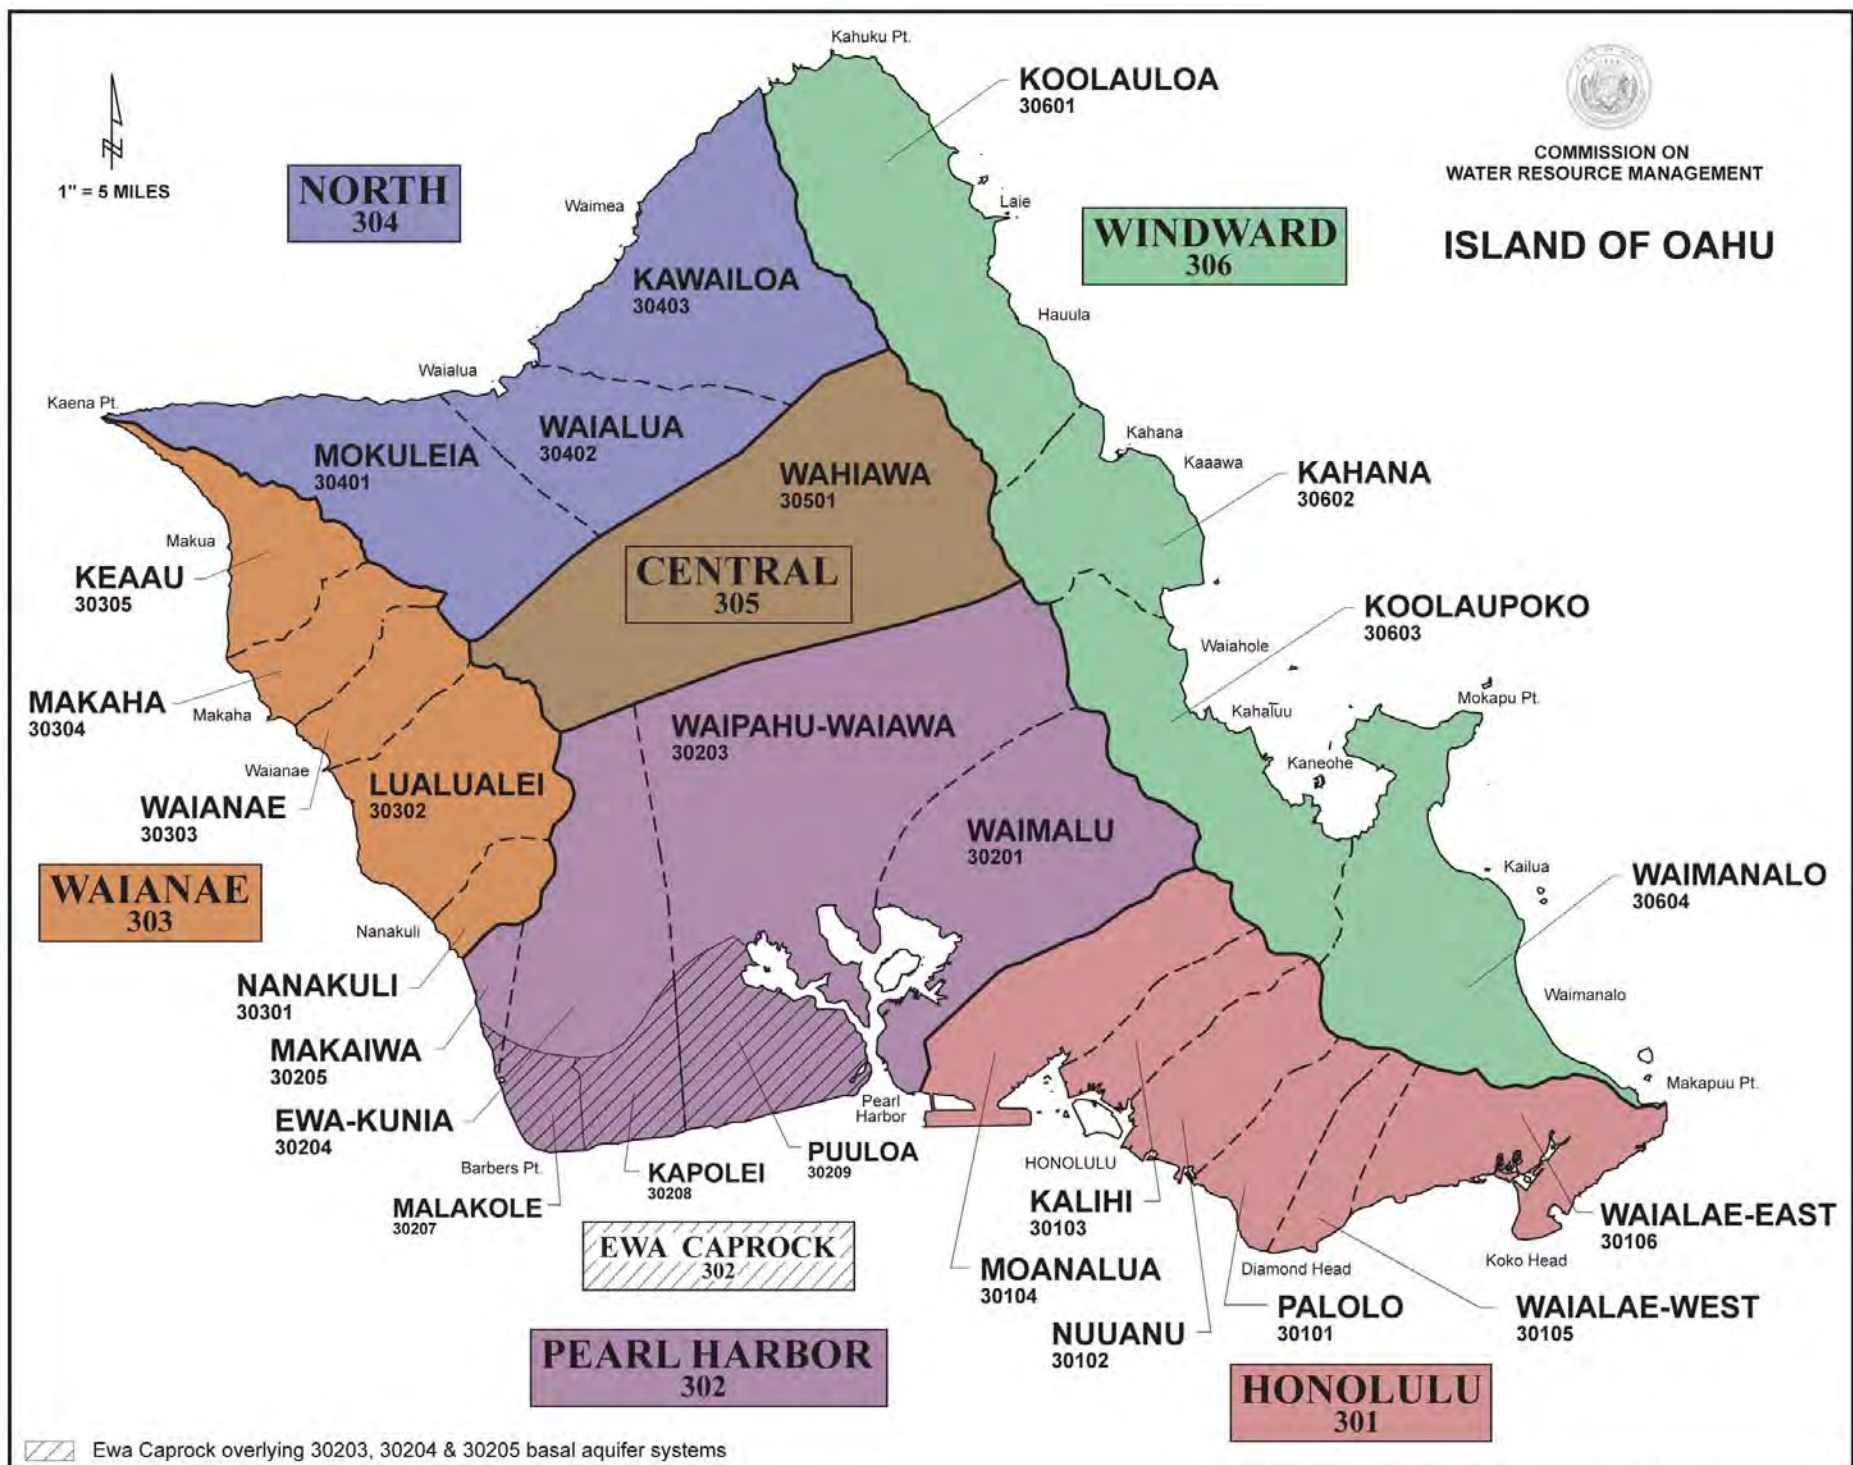 Kahuku Pt.
KOOLAULOA
30601
COMMISSION ON
WATER RESOURCE MANAGEMENT
ISLAND OF OAHU
1" = 5 MILES
NORTH
304
Waimea
Laie
WINDWARD
306
KAWAILOA
30403
Hauula
Waialua
Kaena Pt.
MOKULEIA
30401
WAIALUA
30402
WAHIAWA
30501
Kahana
Kaaawa
KAHANA
30602
Makua
KEAAU
30305
CENTRAL
305
KOOLAUPOKO
30603
Waiahole
MAKAHA
30304
Makaha
Mokapu Pt.
Kahaluu
WAIPAHU-WAIAWA
30203
Waianae
Kaneohe
LUALUALEI
30302
WAIANAE
30303
WAIMALU
30201
Kailua
WAIMANALO
30604
WAIANAE
303
Nanakuli
NANAKULI
30301
Waimanalo
MAKAIWA
30205
Makapuu Pt.
EWA-KUNIA
30204
Pearl
Harbor
Barbers Pt.
PUULOA
30209
HONOLULU
KAPOLEI
30208
MALAKOLE
30207
KALIHI
30103
WAIALAE-EAST
30106
EWA CAPROCK
302
MOANALUA
30104
Diamond Head
Koko Head
NUUANU
30102
PALOLO
30101
WAIALAE-WEST
30105
PEARL HARBOR
302
HONOLULU
301
Ewa Caprock overlying 30203, 30204 & 30205 basal aquifer systems